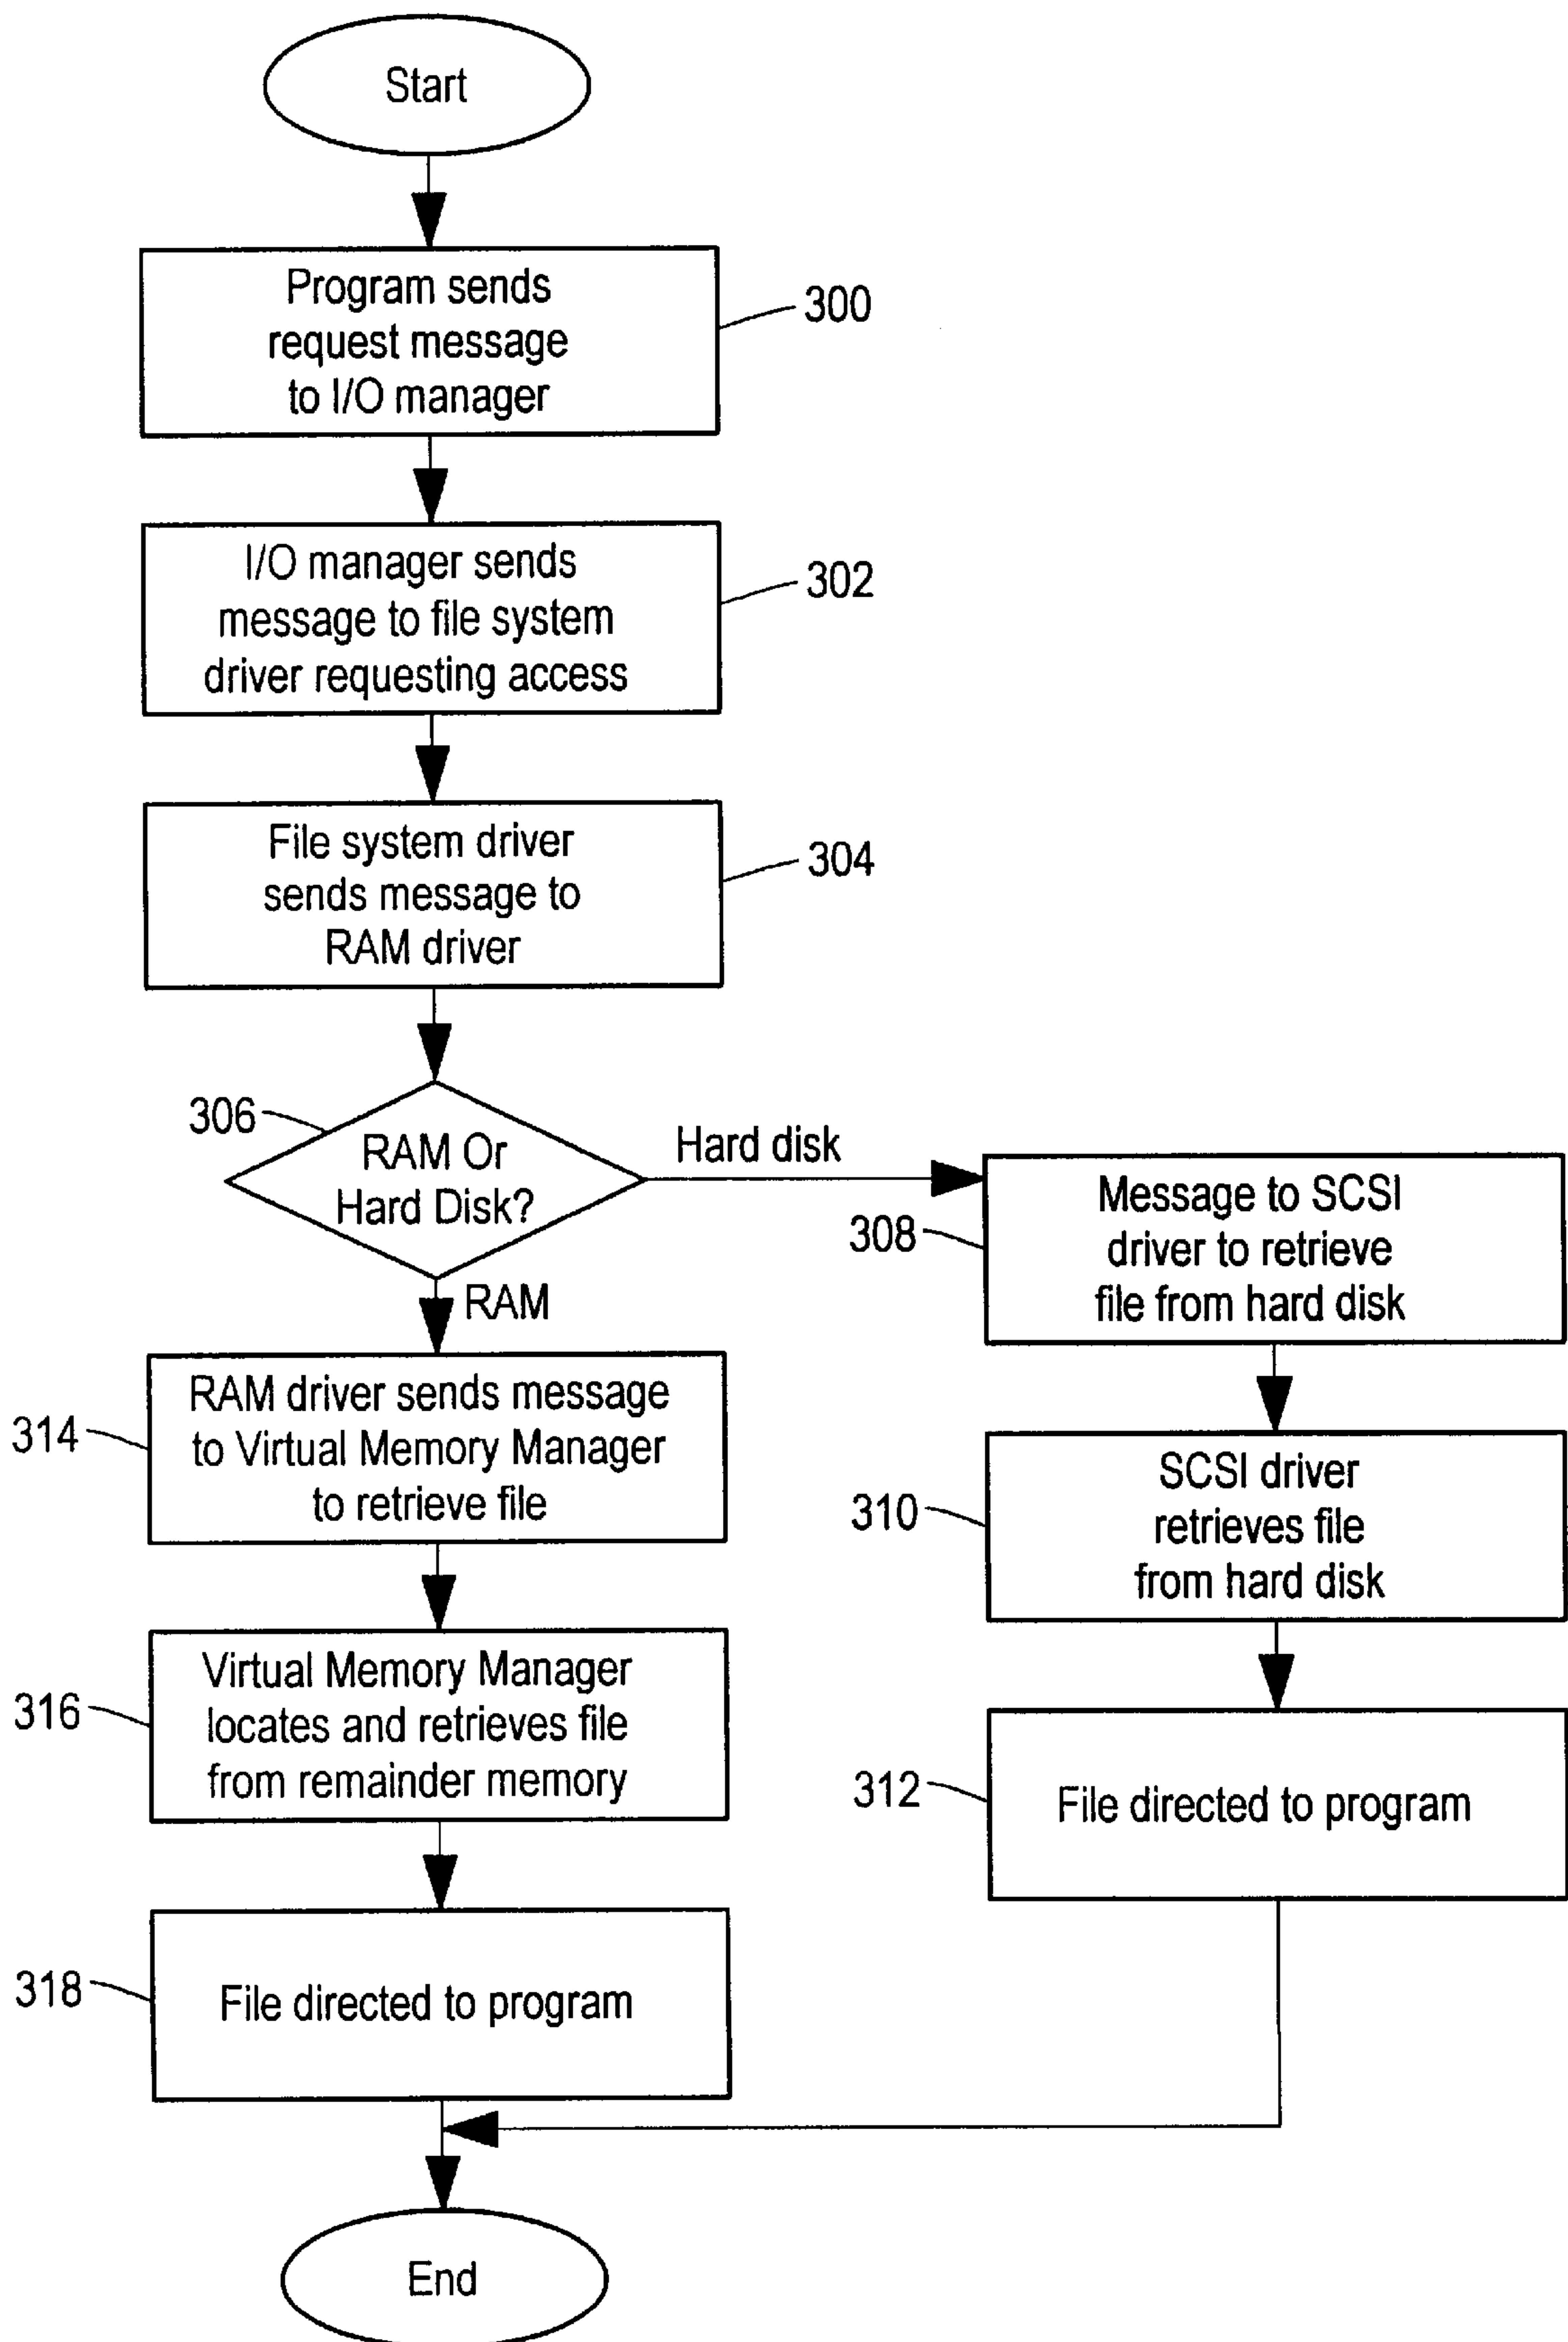 Start
Program sends
request message
to I/O manager
300
I/O manager sends
message to file system
driver requesting access
302
File system driver
sends message to
RAM driver
304
306
RAM Or
Hard Disk?
Hard disk
RAM
308
Message to SCSI
driver to retrieve
file from hard disk
314
RAM driver sends message
to Virtual Memory Manager
to retrieve file
310
SCSI driver
retrieves file
from hard disk
316
Virtual Memory Manager
locates and retrieves file
from remainder memory
312
File directed to program
318
File directed to program
End